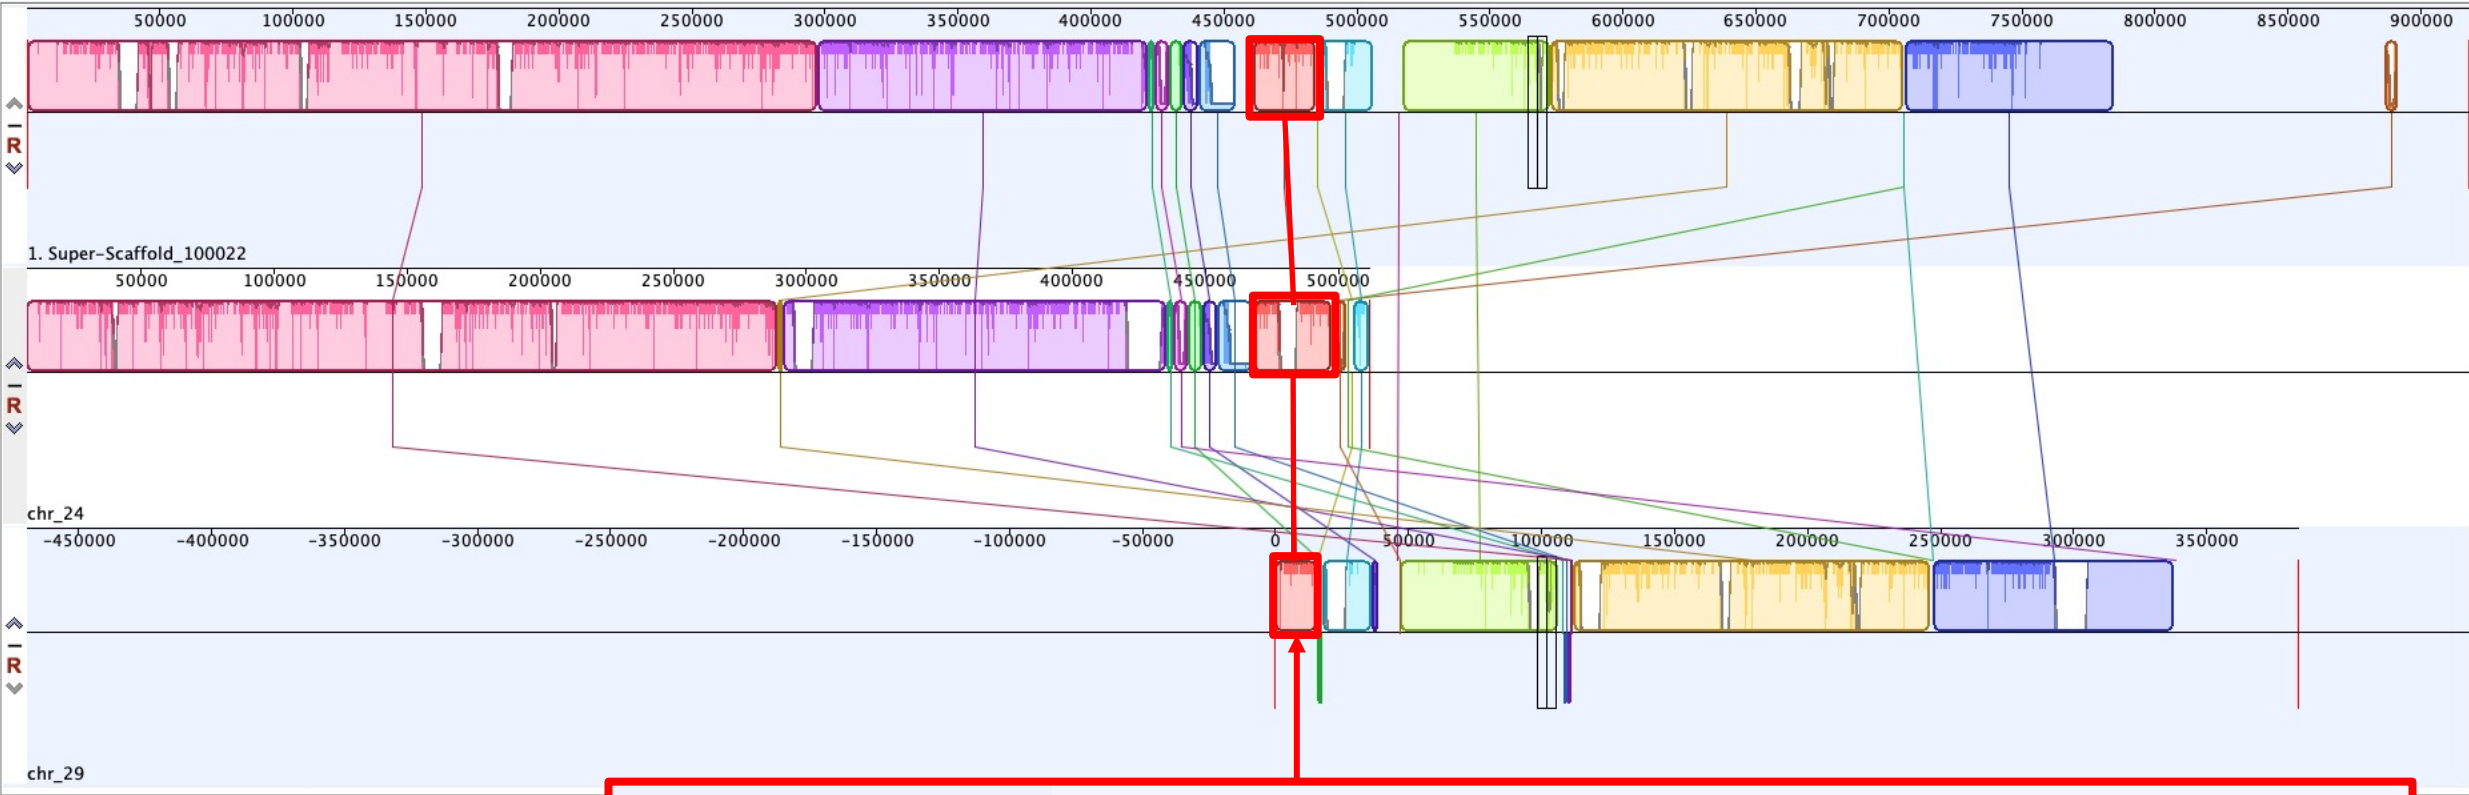 50000 100000 150000 200000 250000 300000 350000 400000 450000 500000 550000 600000 650000 700000 750000 800000 850000 900000
R
1. Super-Scaffold_100022
50000 100000 150000 200000 250000 300000 350000 400000 450000 500000
R
chr_24
-450000 -400000 -350000 -300000 -250000 -200000 -150000 -100000 -50000 0 50000 100000 150000 200000 250000 300000 350000
R
chr_29